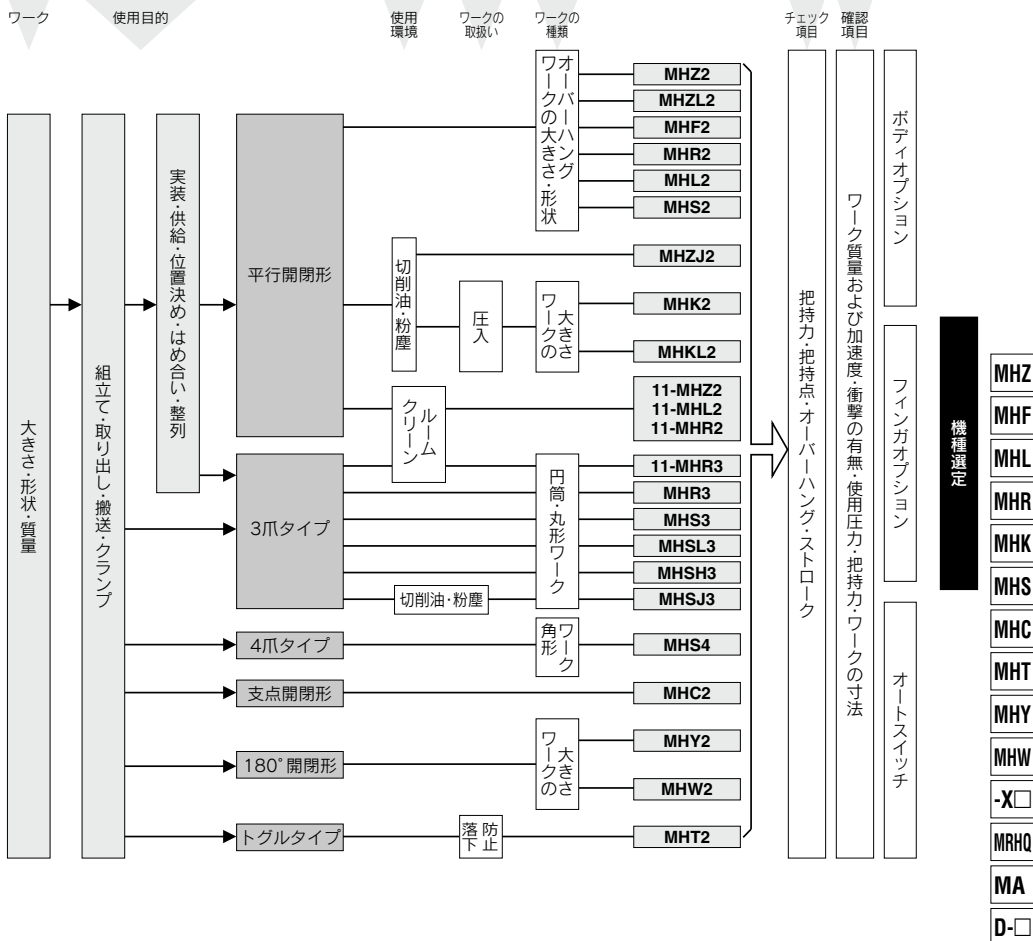 ワーク
使用目的
使用
環境
ワークの
取扱い
ワークの
種類
チェック
項目
確認
項目
大きさ・形状・質量
組立て・取り出し・搬送・クランプ
実装・供給・位置決め・はめ合い・整列
平行開閉形
オーバーハング
ワークの大きさ・形状
MHZ2
MHZL2
MHF2
MHR2
MHL2
MHS2
切削油・粉塵
MHZJ2
圧入
大きさ
ワークの
MHK2
MHKL2
ルーム
クリーン
11-MHZ2
11-MHL2
11-MHR2
3爪タイプ
円筒・丸形ワーク
11-MHR3
MHR3
MHS3
MHSL3
MHSH3
切削油・粉塵
MHSJ3
4爪タイプ
ワーク
角形
MHS4
支点開閉形
MHC2
180°開閉形
大きさ
ワークの
MHY2
MHW2
トグルタイプ
防止
落下
MHT2
把持力・把持点・オーバーハング・ストローク
ワーク質量および加速度・衝撃の有無・使用圧力・把持力・ワークの寸法
ボディオプション
フィンガオプション
オートスイッチ
機種選定
MHZ
MHF
MHL
MHR
MHK
MHS
MHC
MHT
MHY
MHW
-X□
MRHQ
MA
D-□